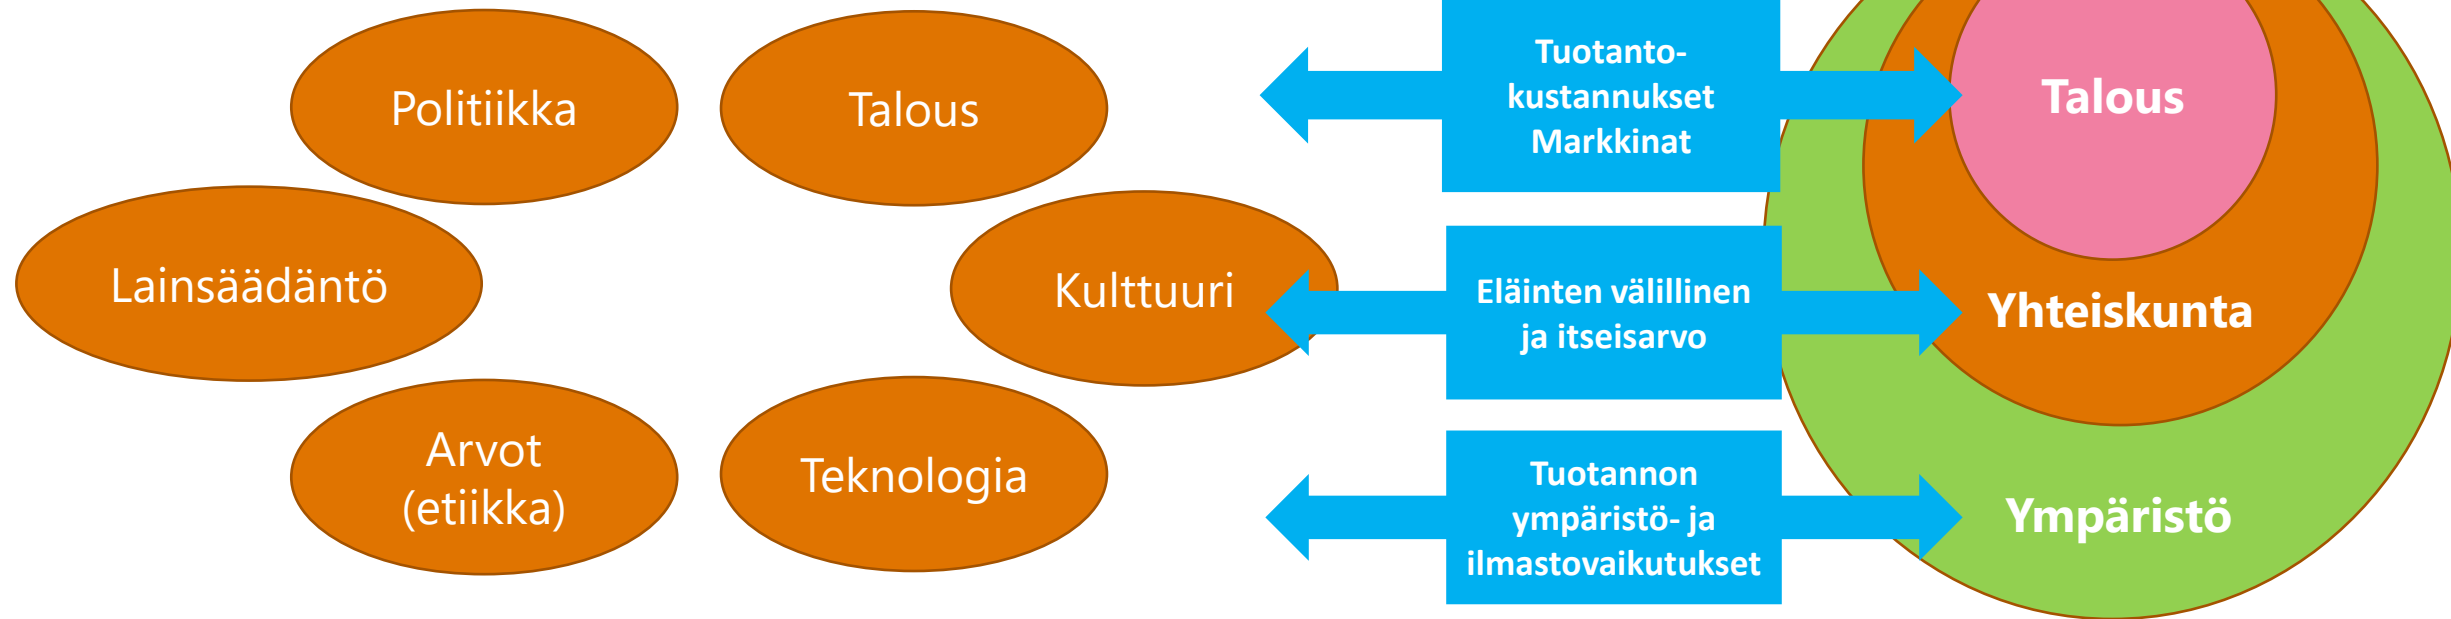 Politiikka
Talous
Lainsäädäntö
Kulttuuri
Arvot
(etiikka)
Teknologia
Tuotanto-
kustannukset
Markkinat
Eläinten välillinen
ja itseisarvo
Tuotannon
ympäristö- ja
ilmastovaikutukset
Talous
Yhteiskunta
Ympäristö